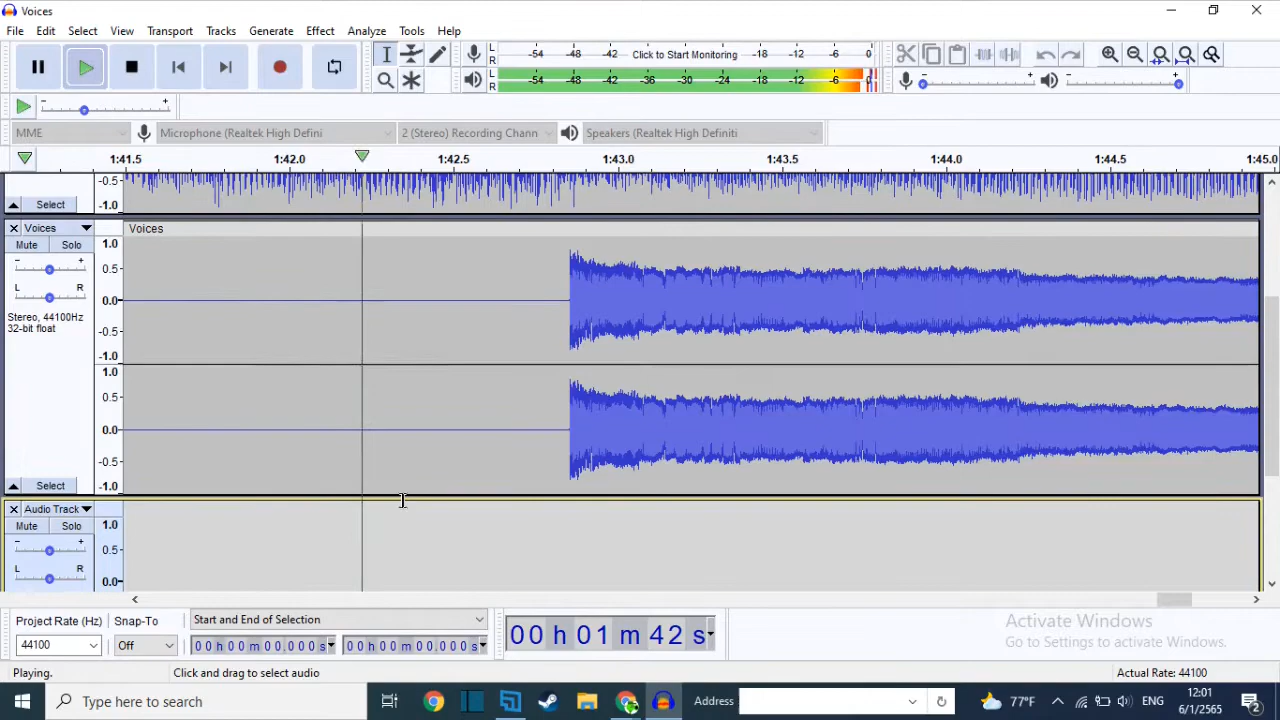 Voices
File Edit Select View Transport Tracks Generate Effect Analyze Tools Help
L R -54 -48 -42 Click to Start Monitoring -18 -12 -6 0
L R -54 -48 -42 -36 -30 -24 -18 -12 -6 0
MME Microphone (Realtek High Defini 2 (Stereo) Recording Chann Speakers (Realtek High Definiti
1:41.5 1:42.0 1:42.5 1:43.0 1:43.5 1:44.0 1:44.5 1:45.0
-0.5
Select -1.0
Voices Voices
Mute Solo 1.0
0.5
L R 0.0
Stereo, 44100Hz
32-bit float -0.5
-1.0
1.0
0.5
0.0
-0.5
Select -1.0
Audio Track
Mute Solo 1.0
0.5
L R 0.0
Project Rate (Hz) Snap-To Start and End of Selection
44100 Off 00 h 00 m 00.000 s 00 h 00 m 00.000 s 00 h 01 m 42 s
Activate Windows
Go to Settings to activate Windows.
Playing. Click and drag to select audio Actual Rate: 44100
Type here to search Address 77°F ENG 12:01
6/1/2565 2